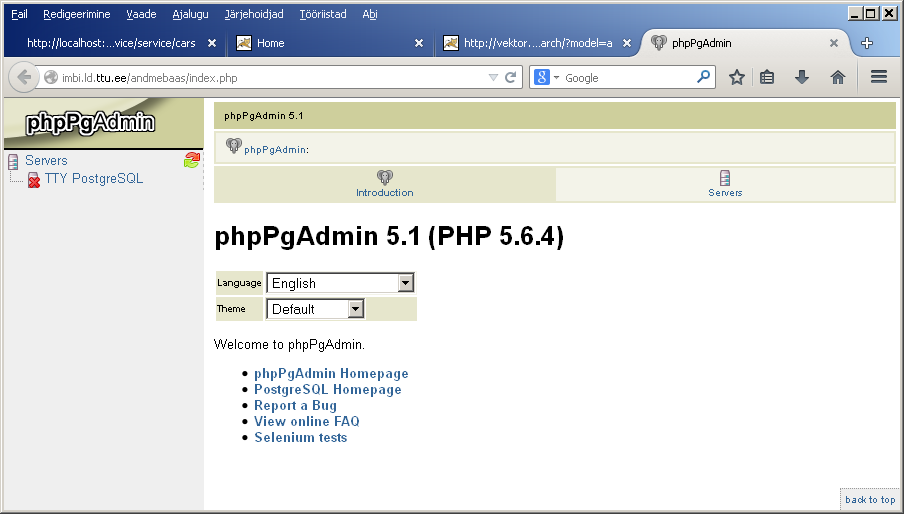 Fail Redigeerimine Vaade Ajalugu Järjehoidjad Tööriistad Abi
http://localhost:...vice/service/cars Home http://vektor....arch/?model=a phpPgAdmin
imbi.ld.ttu.ee/andmebaas/index.php Google
phpPgAdmin
Servers
TTY PostgreSQL
phpPgAdmin 5.1
phpPgAdmin:
Introduction Servers
phpPgAdmin 5.1 (PHP 5.6.4)
Language English
Theme Default
Welcome to phpPgAdmin.
phpPgAdmin Homepage
PostgreSQL Homepage
Report a Bug
View online FAQ
Selenium tests
back to top